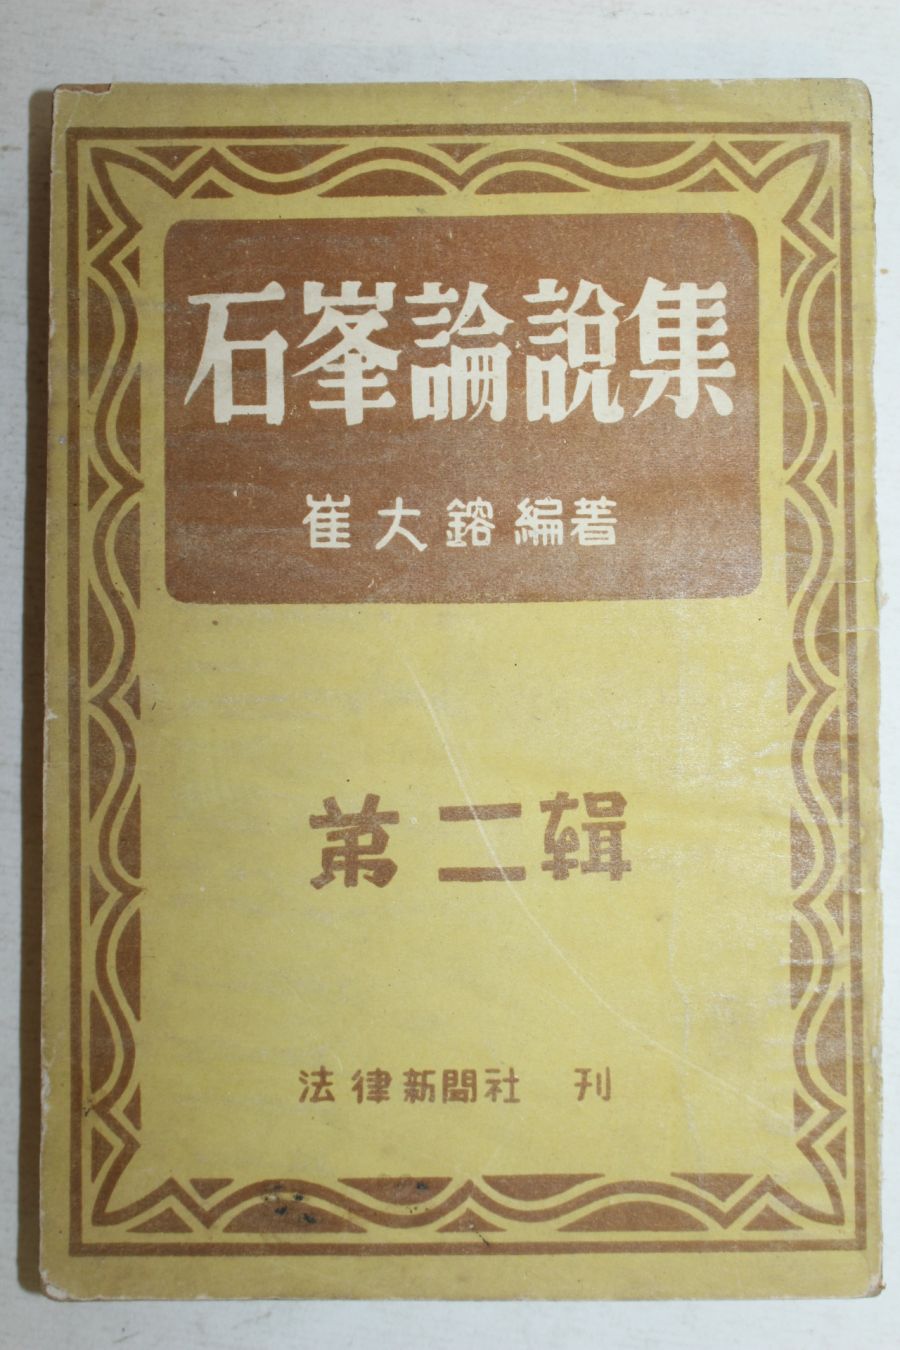 石峯論說集
崔大鎔編著
第二輯
法律新聞社 刊